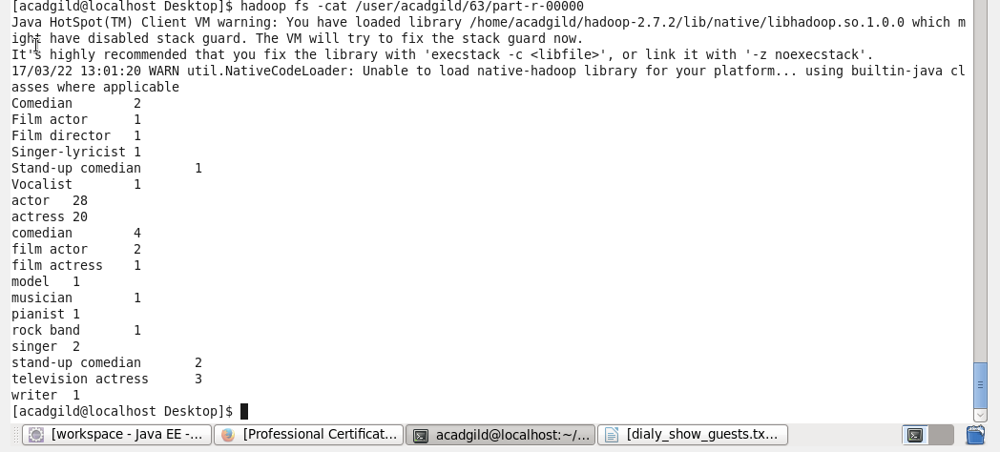 [acadgild@localhost Desktop]$ hadoop fs -cat /user/acadgild/63/part-r-00000
Java HotSpot(TM) Client VM warning: You have loaded library /home/acadgild/hadoop-2.7.2/lib/native/libhadoop.so.1.0.0 which m
ight have disabled stack guard. The VM will try to fix the stack guard now.
It's highly recommended that you fix the library with 'execstack -c <libfile>', or link it with '-z noexecstack'.
17/03/22 13:01:20 WARN util.NativeCodeLoader: Unable to load native-hadoop library for your platform... using builtin-java cl
asses where applicable
Comedian        2
Film actor      1
Film director   1
Singer-lyricist 1
Stand-up comedian       1
Vocalist        1
actor   28
actress 20
comedian        4
film actor      2
film actress    1
model   1
musician        1
pianist 1
rock band       1
singer  2
stand-up comedian       2
television actress      3
writer  1
[acadgild@localhost Desktop]$
[workspace - Java EE -...
[Professional Certificat...
acadgild@localhost:~/...
[dialy_show_guests.tx...